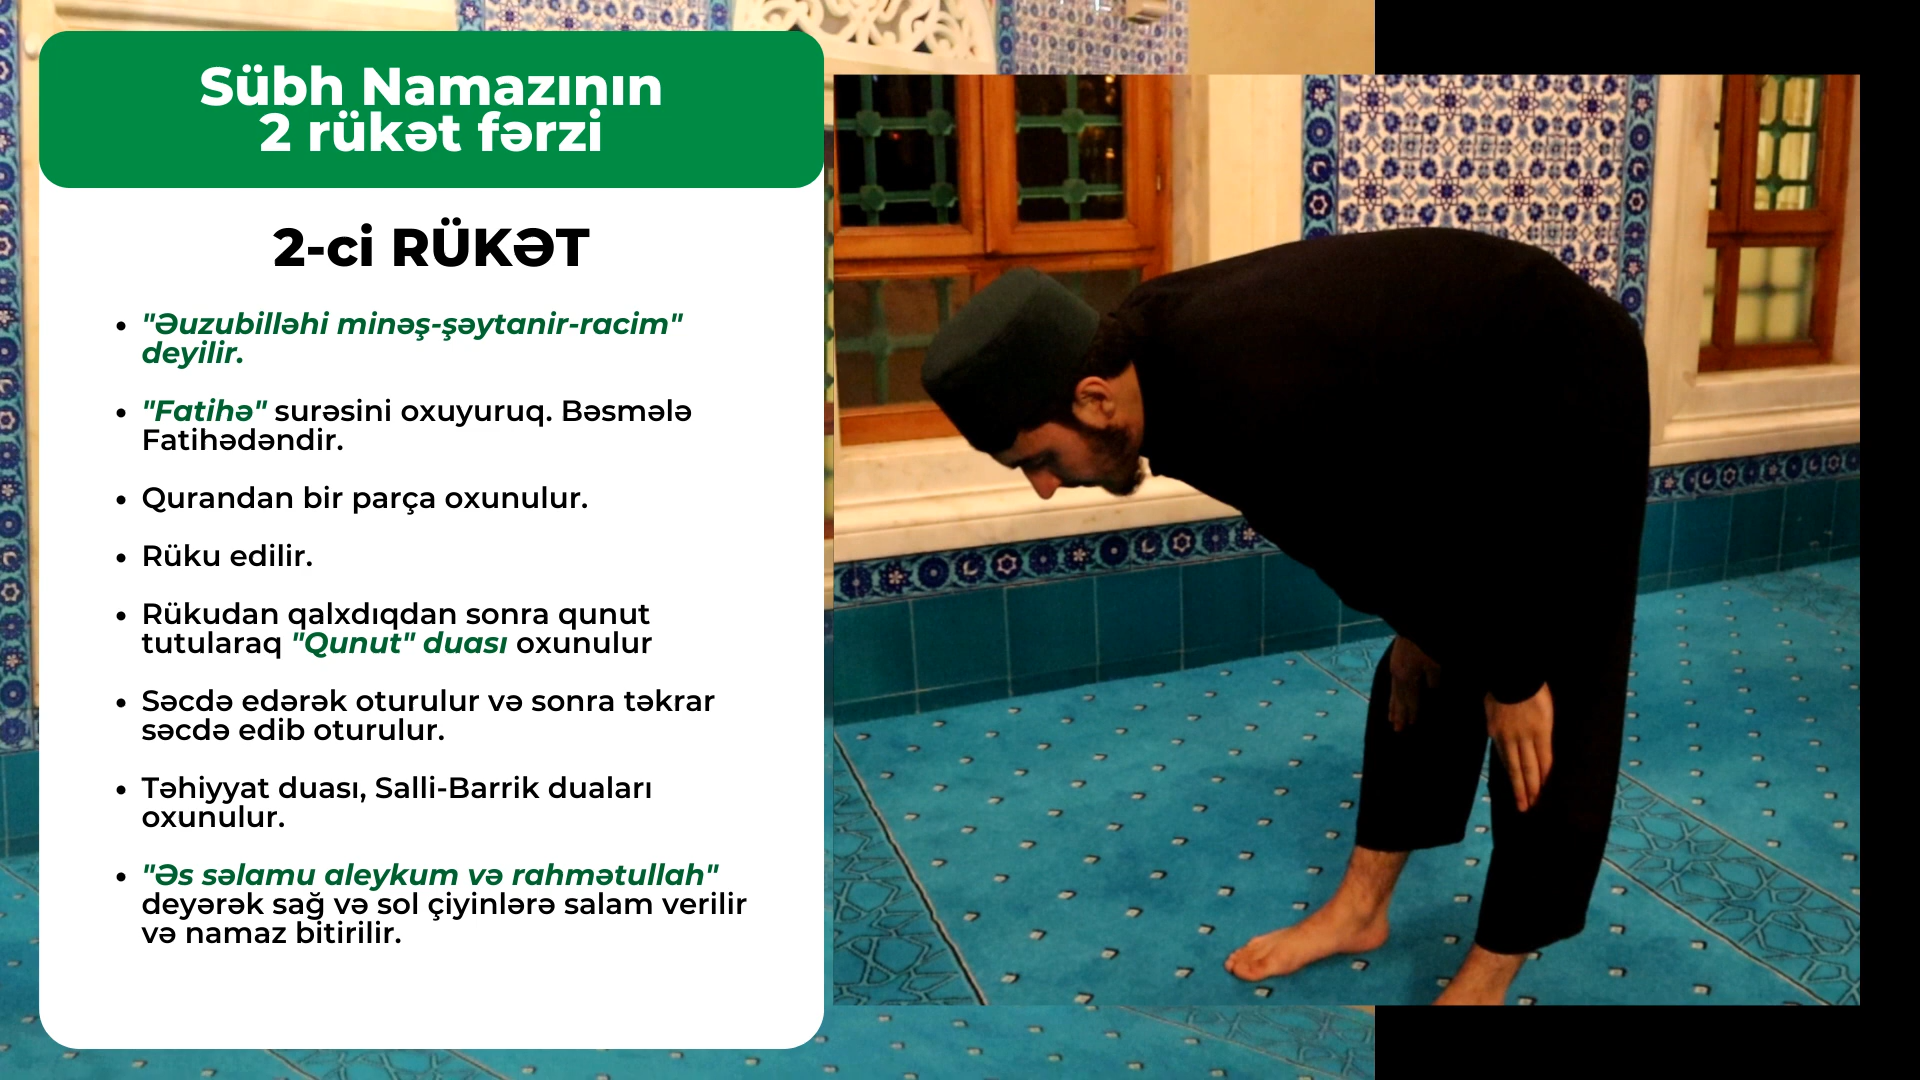 Sübh Namazının
2 rükət fərzi
2-ci RÜKƏT
• "Əuzubilləhi minəş-şəytanir-racim"
deyilir.
• "Fatihə" surəsini oxuyuruq. Bəsmələ
Fatihədəndir.
• Qurandan bir parça oxunulur.
• Rüku edilir.
• Rükudan qalxdıqdan sonra qunut
tutularaq "Qunut" duası oxunulur
• Səcdə edərək oturulur və sonra təkrar
səcdə edib oturulur.
• Təhiyyat duası, Salli-Barrik duaları
oxunulur.
• "Əs səlamu aleykum və rahmətullah"
deyərək sağ və sol çiyinlərə salam verilir
və namaz bitirilir.